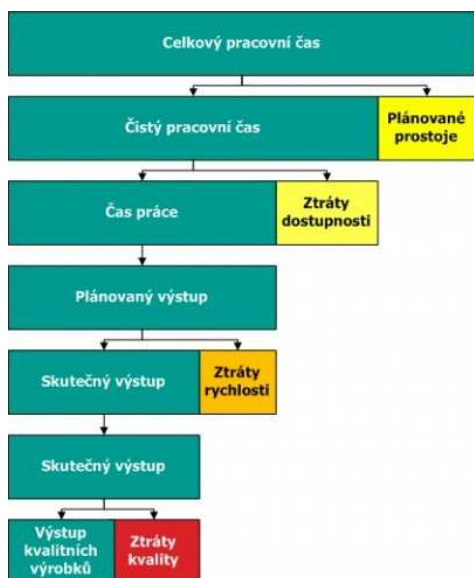 Celkový pracovní čas
Čistý pracovní čas
Plánované
prostoje
Čas práce
Ztráty
dostupnosti
Plánovaný výstup
Skutečný výstup
Ztráty
rychlosti
Skutečný výstup
Výstup
kvalitních
výrobků
Ztráty
kvality